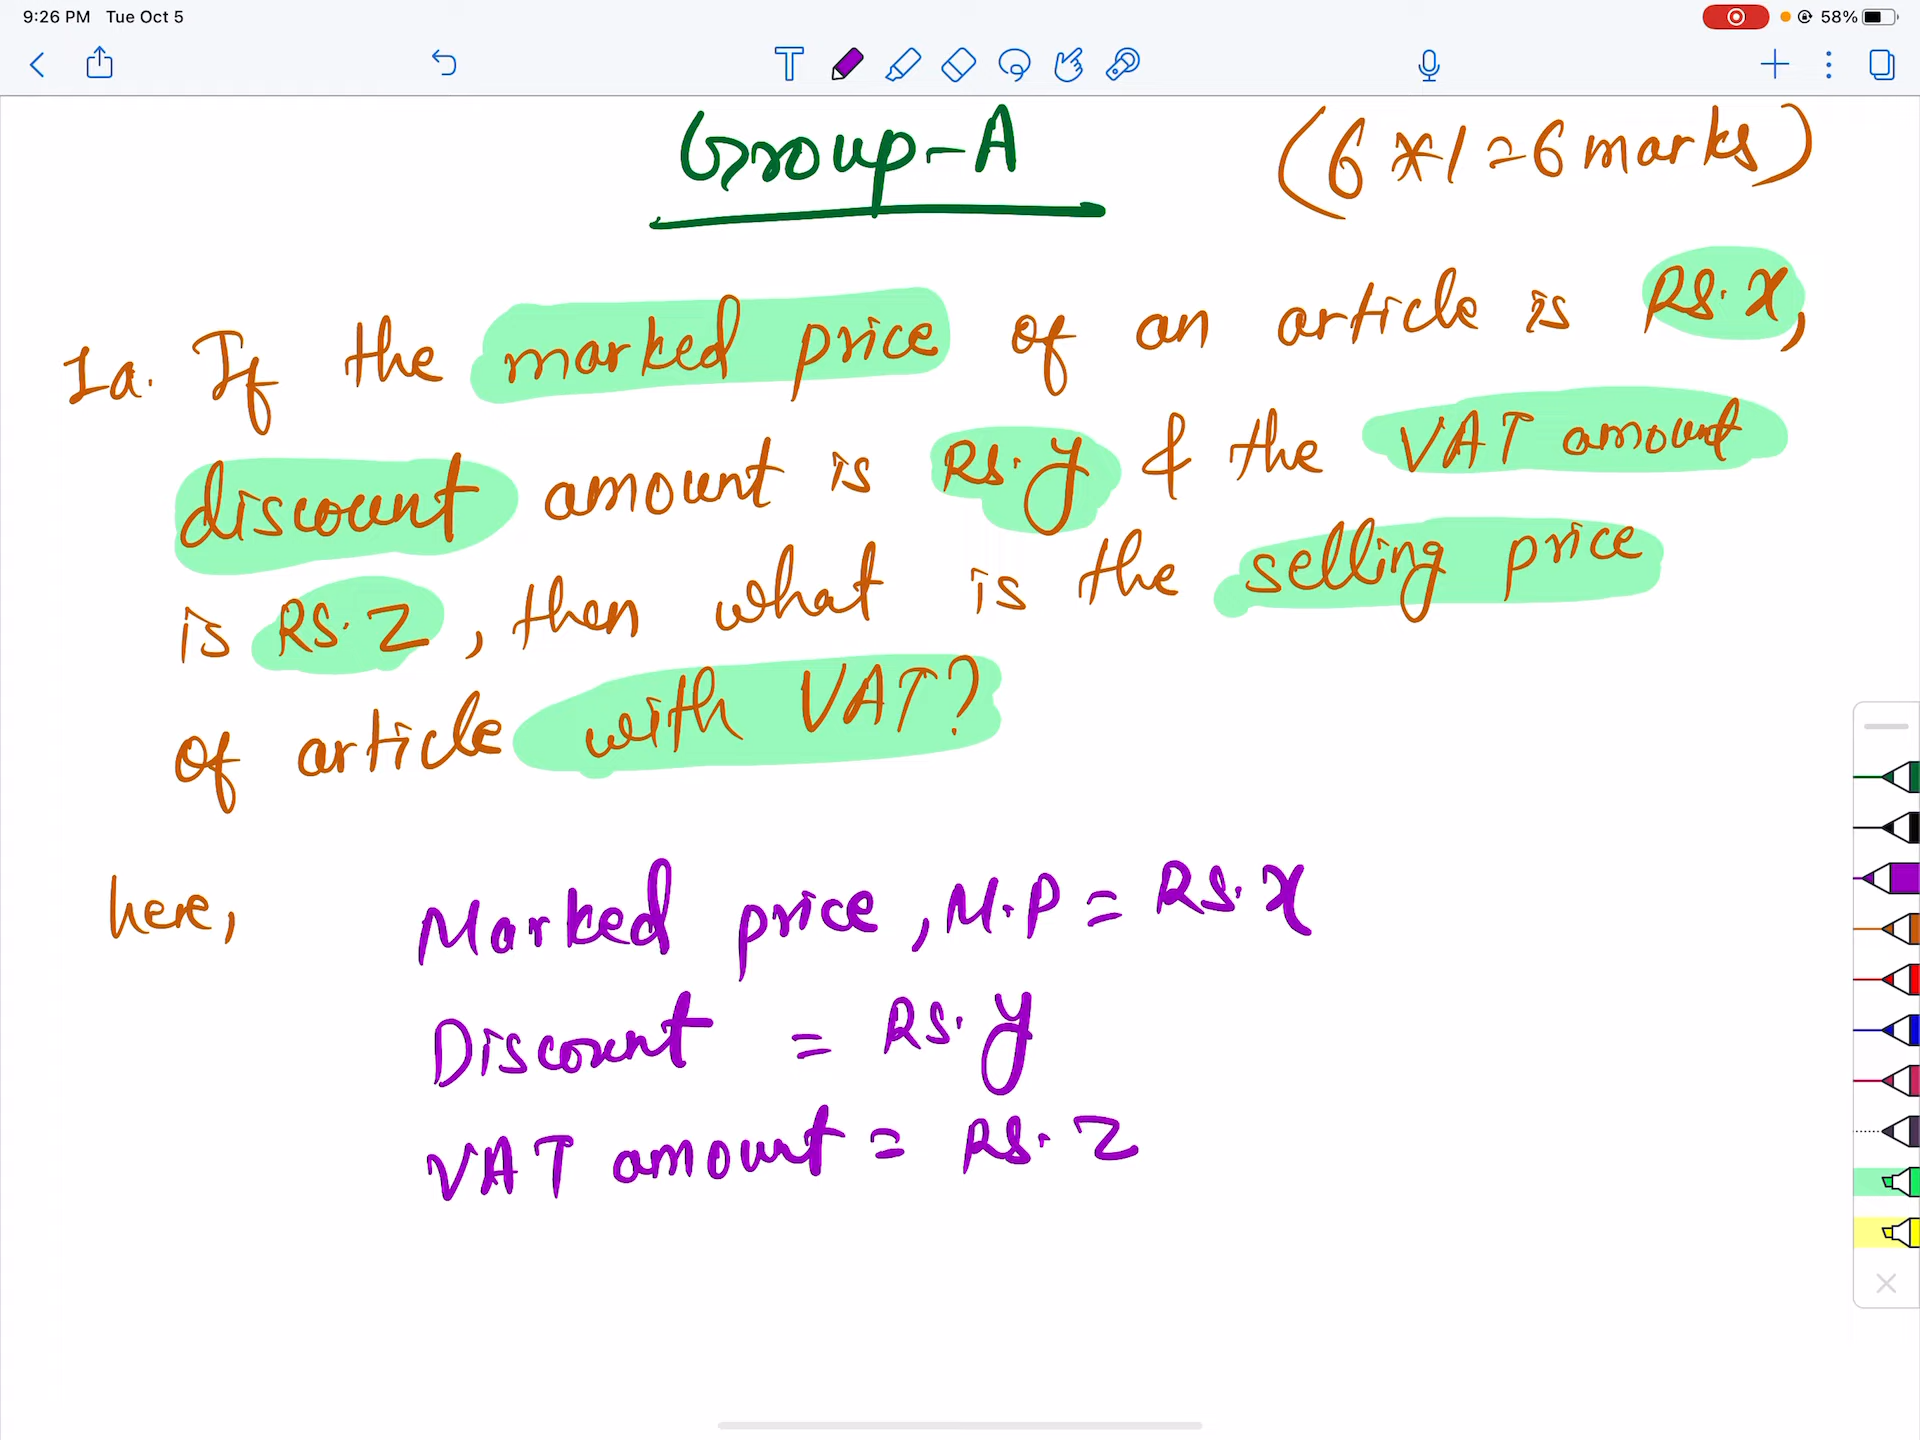 9:26 PM Tue Oct 5
58%
Group-A (6*1=6 marks)
1a. If the marked price of an article is RS. x,
discount amount is RS. y & the VAT amount
is RS. z, then what is the selling price
of article with VAT?
here, Marked price, M.P = RS. x
Discount = RS. y
VAT amount = RS. z